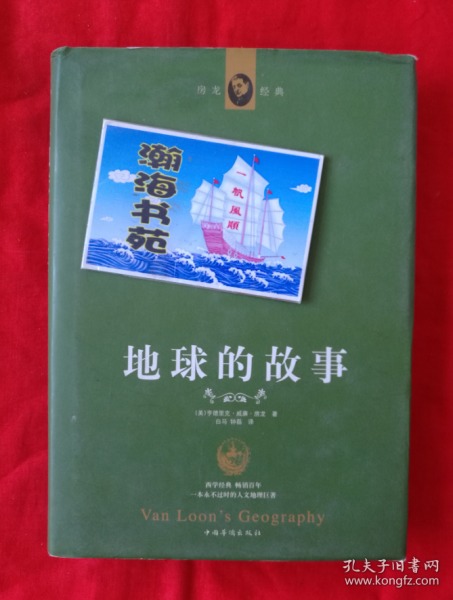 房龙 经典
瀚海书苑
一帆風順
地球的故事
(美)亨德里克·威廉·房龙 著
白马 钟磊 译
西学经典 畅销百年
一本永不过时的人文地理巨著
Van Loon's Geography
中国华侨出版社
孔夫子旧书网
www.kongfz.com